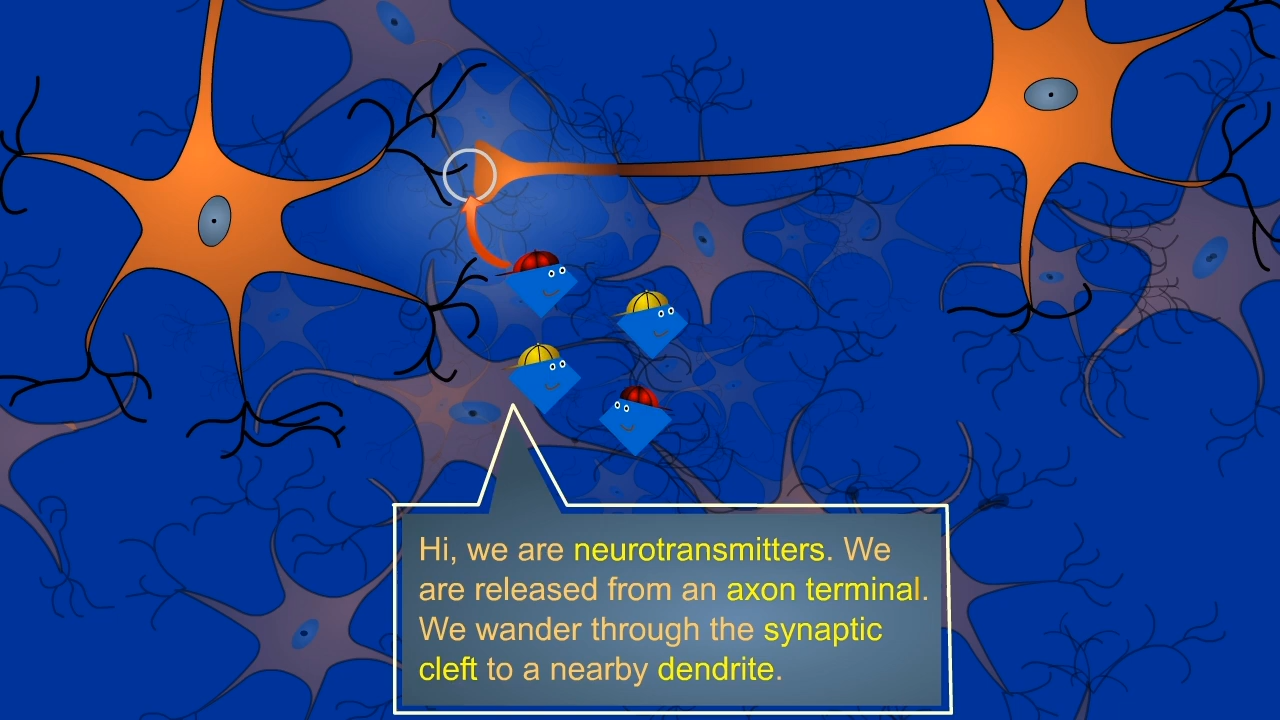 Hi, we are neurotransmitters. We
are released from an axon terminal.
We wander through the synaptic
cleft to a nearby dendrite.